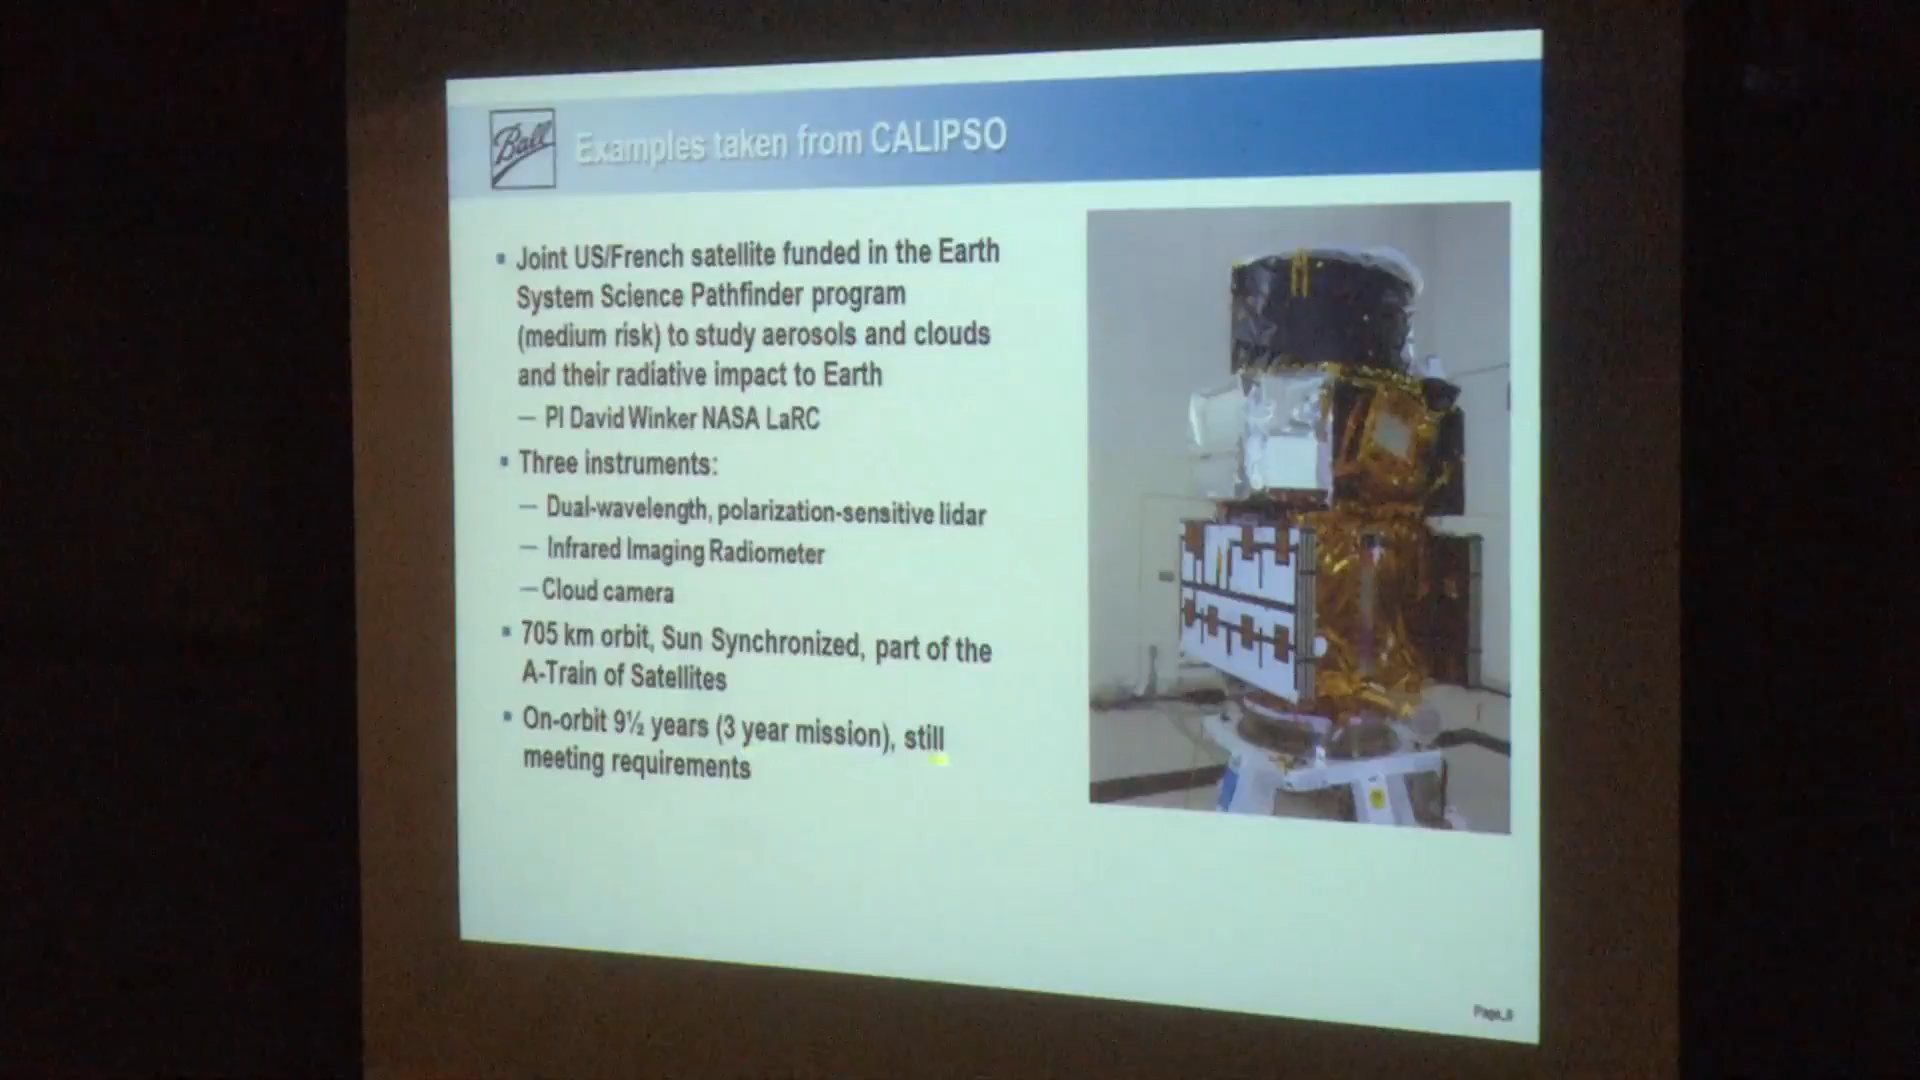 Ball
Examples taken from CALIPSO
▪ Joint US/French satellite funded in the Earth
System Science Pathfinder program
(medium risk) to study aerosols and clouds
and their radiative impact to Earth
— PI David Winker NASA LaRC
▪ Three instruments:
— Dual-wavelength, polarization-sensitive lidar
— Infrared Imaging Radiometer
— Cloud camera
▪ 705 km orbit, Sun Synchronized, part of the
A-Train of Satellites
▪ On-orbit 9½ years (3 year mission), still
meeting requirements